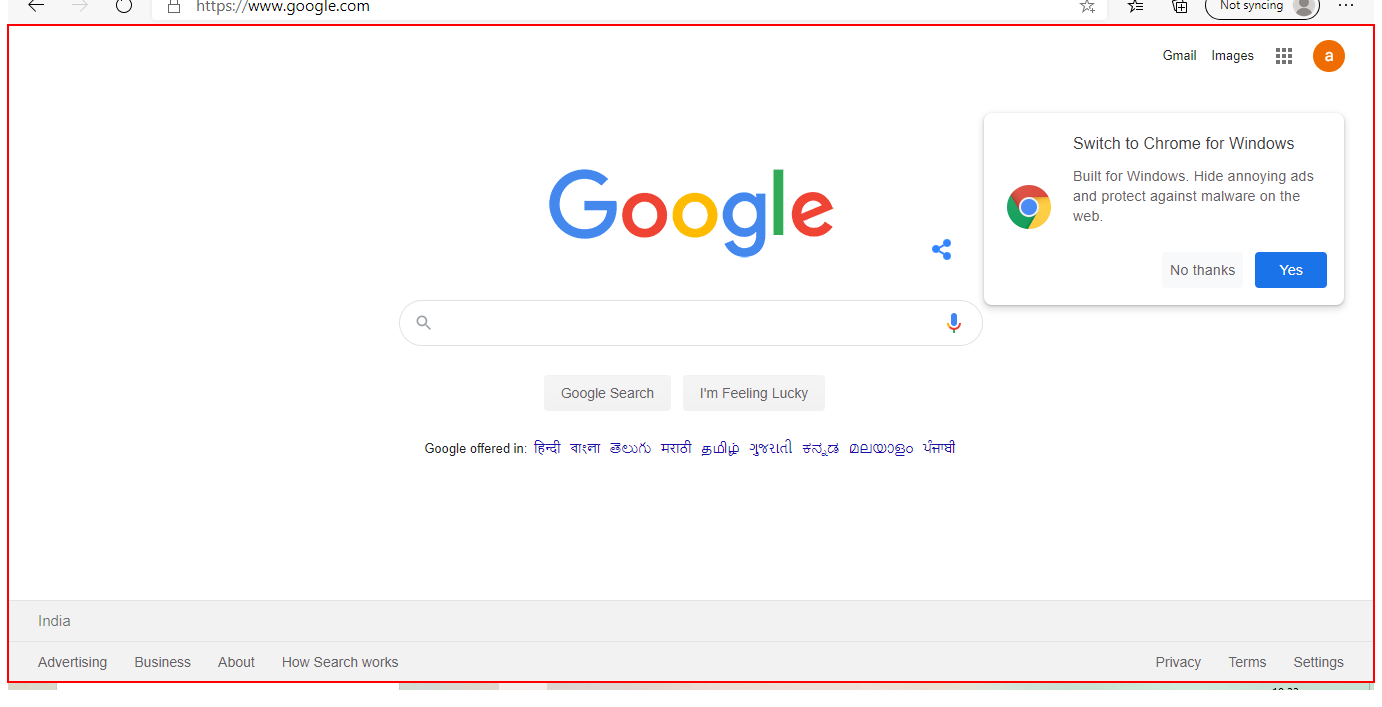 https://www.google.com
Not syncing
Gmail Images
a
Switch to Chrome for Windows
Built for Windows. Hide annoying ads
and protect against malware on the
web.
No thanks Yes
Google
Google Search I'm Feeling Lucky
Google offered in: हिन्दी বাংলা తెలుగు मराठी தமிழ் ગુજરાતી ಕನ್ನಡ മലയാളം ਪੰਜਾਬੀ
India
Advertising Business About How Search works Privacy Terms Settings